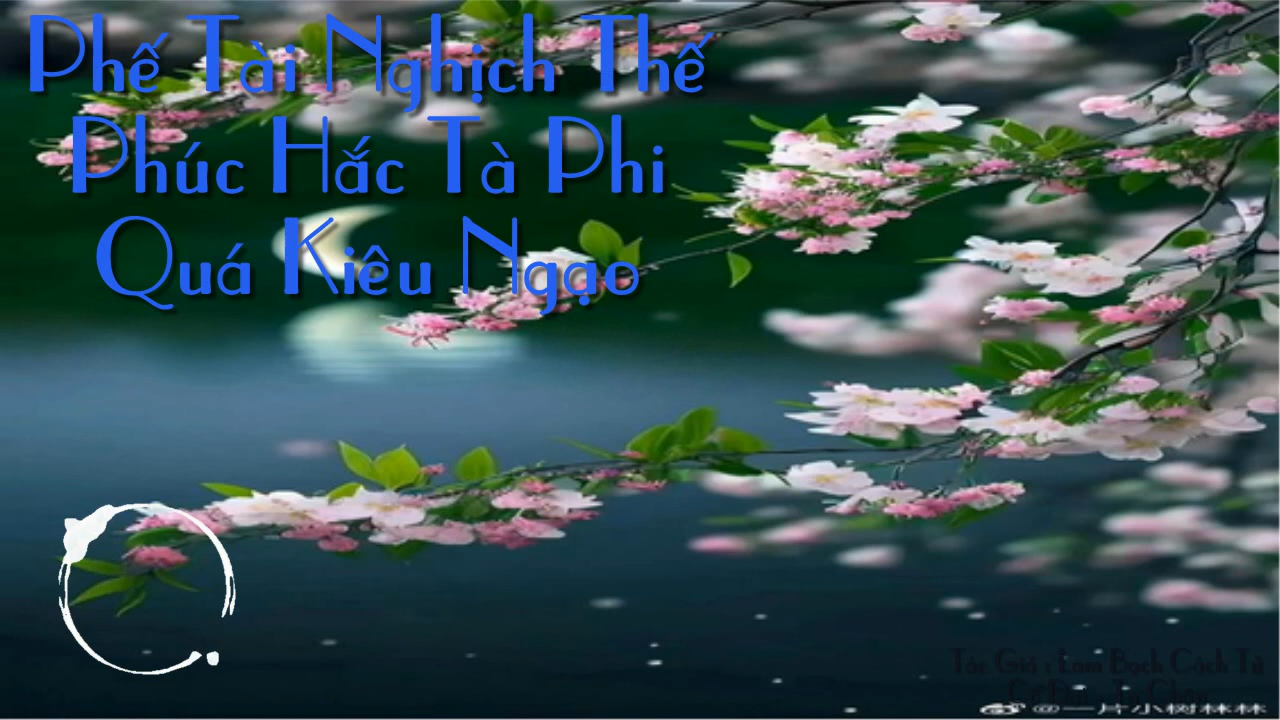 Phế Tài Nghịch Thế
Phúc Hắc Tà Phi
Quá Kiêu Ngạo
Tác Giả : Lam Bạch Cách Tử
@一片小树林林